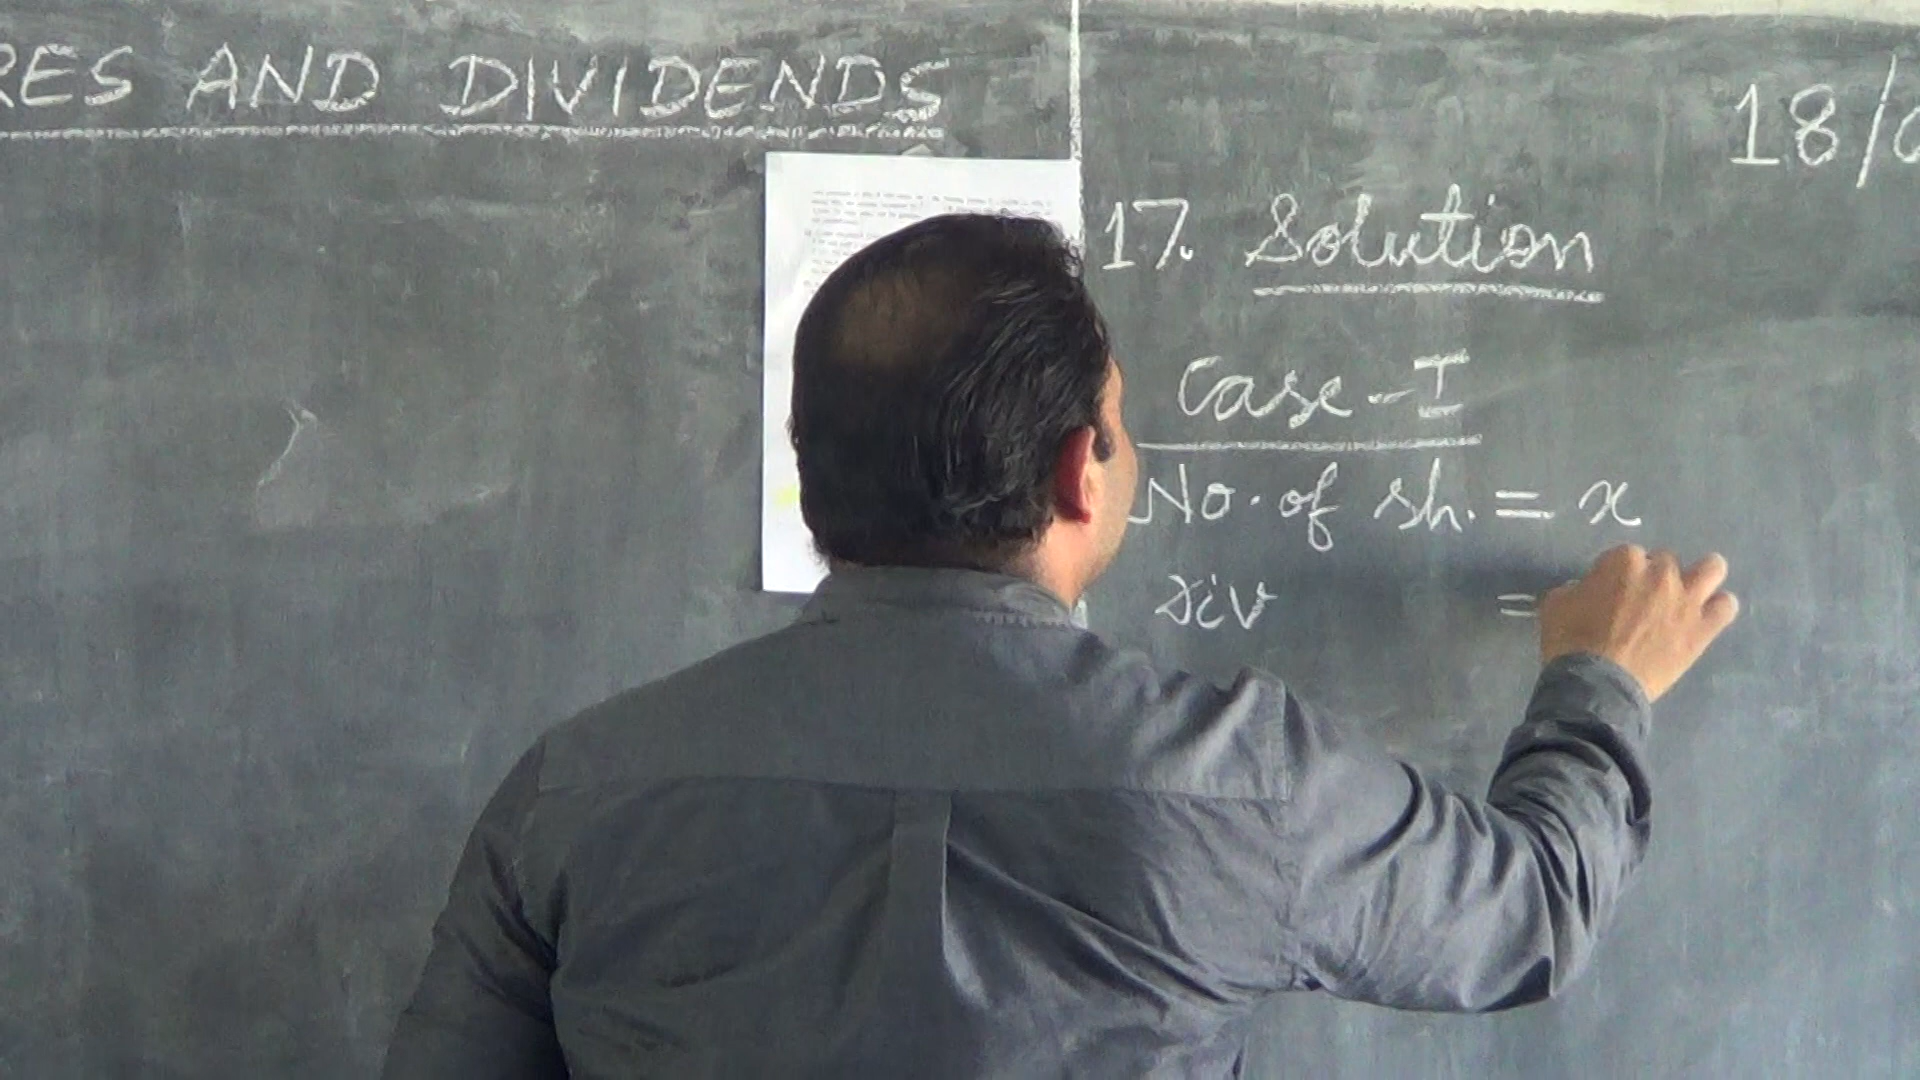 RES AND DIVIDENDS
18/
17. Solution
Case-I
No. of sh. = x
div =